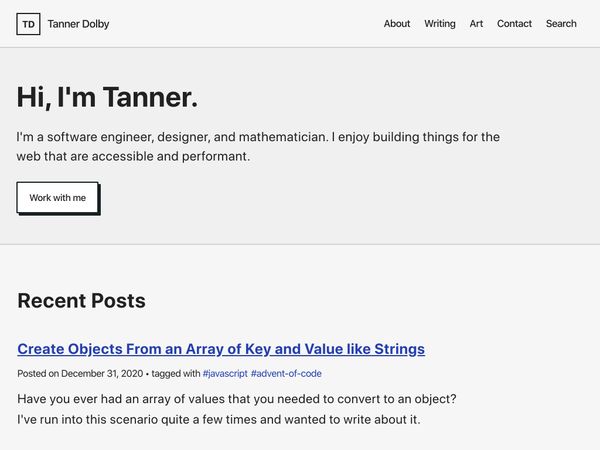 TD Tanner Dolby About Writing Art Contact Search
Hi, I'm Tanner.
I'm a software engineer, designer, and mathematician. I enjoy building things for the
web that are accessible and performant.
Work with me
Recent Posts
Create Objects From an Array of Key and Value like Strings
Posted on December 31, 2020 • tagged with #javascript #advent-of-code
Have you ever had an array of values that you needed to convert to an object?
I've run into this scenario quite a few times and wanted to write about it.